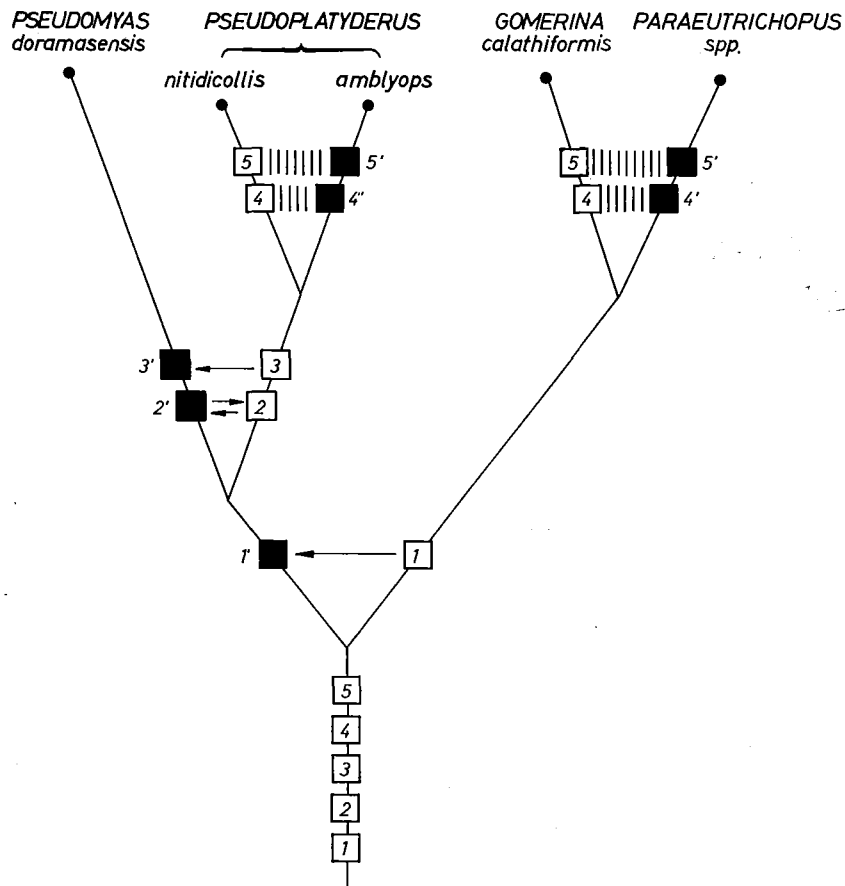 PSEUDOMYAS PSEUDOPLATYDERUS GOMERINA PARAEUTRICHOPUS
doramasensis calathiformis spp.
nitidicollis amblyops
5 5' 5 5'
4 4" 4 4'
3' 3
2' 2
1' 1
5
4
3
2
1